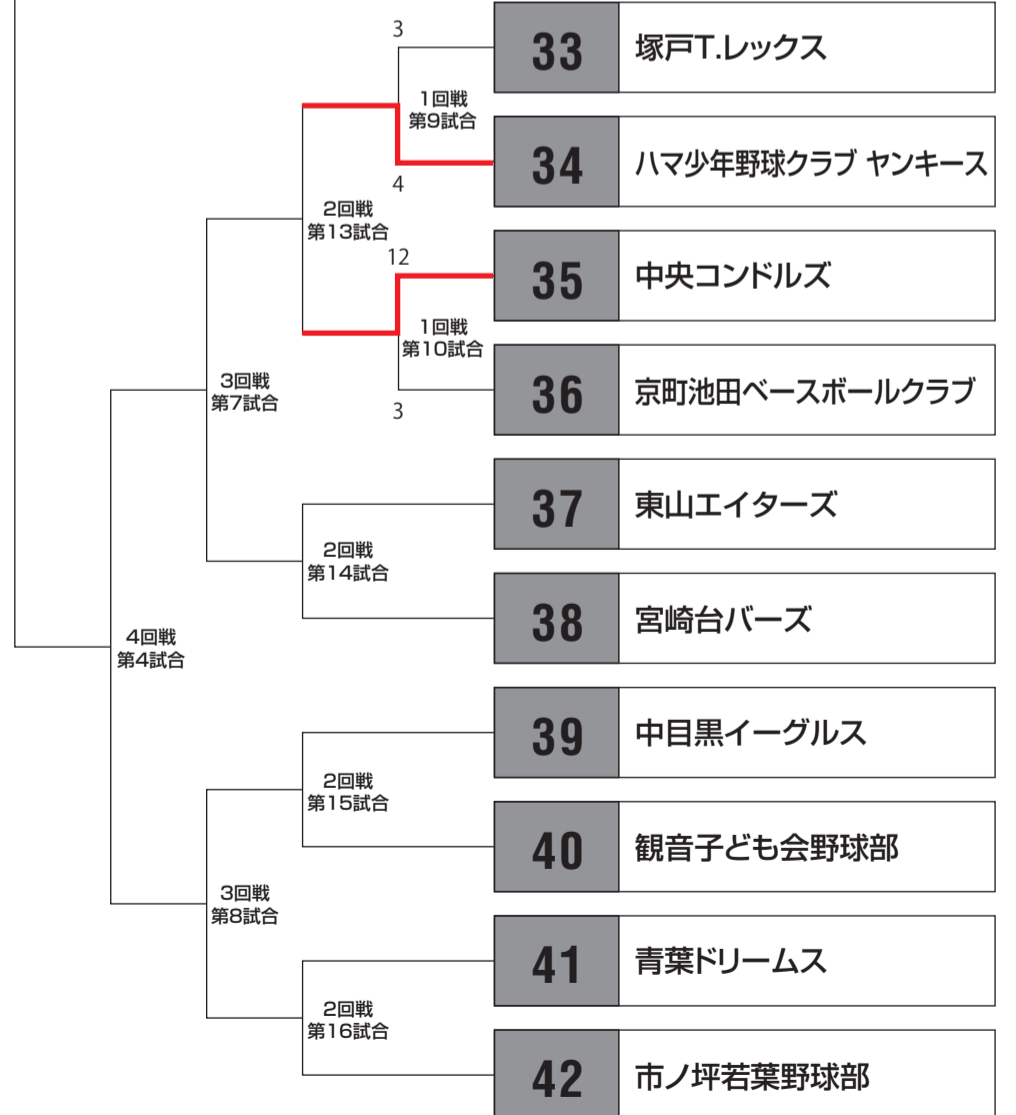 3
33 塚戸T.レックス
1回戦
第9試合
34 ハマ少年野球クラブ ヤンキース
4
2回戦
第13試合
12
35 中央コンドルズ
1回戦
第10試合
3回戦
第7試合
36 京町池田ベースボールクラブ
3
37 東山エイターズ
2回戦
第14試合
38 宮崎台バーズ
4回戦
第4試合
39 中目黒イーグルス
2回戦
第15試合
40 観音子ども会野球部
3回戦
第8試合
41 青葉ドリームス
2回戦
第16試合
42 市ノ坪若葉野球部